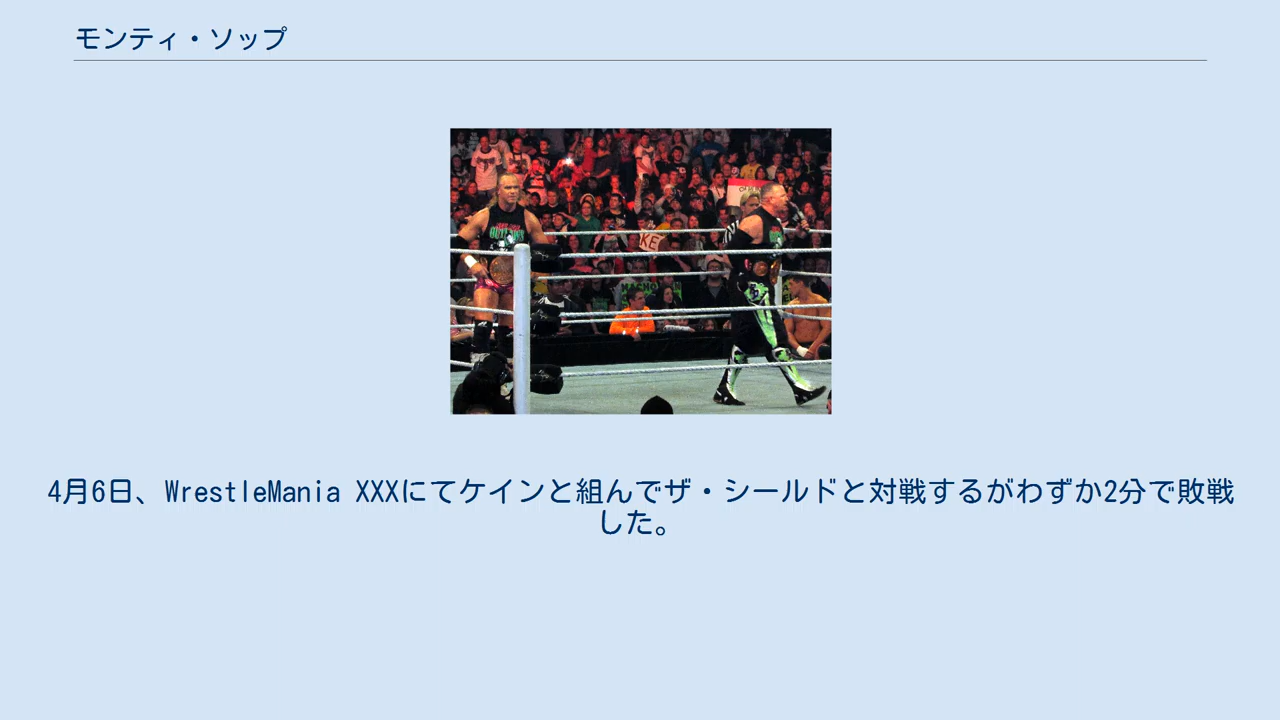 モンティ・ソップ
OUTLAWS
KE
4月6日、WrestleMania XXXにてケインと組んでザ・シールドと対戦するがわずか2分で敗戦
した。